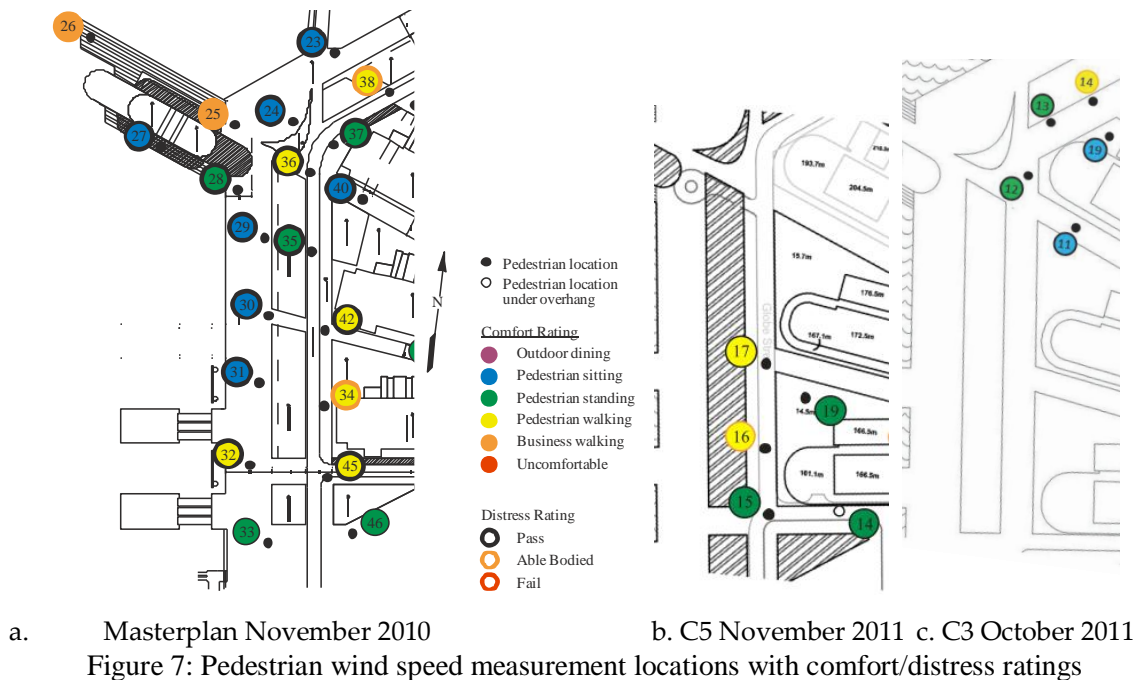 26
23
38
25
24
27
37
36
28
40
29
35
30
42
31
34
32
45
33
46
N
Pedestrian location
Pedestrian location
under overhang
Comfort Rating
Outdoor dining
Pedestrian sitting
Pedestrian standing
Pedestrian walking
Business walking
Uncomfortable
Distress Rating
Pass
Able Bodied
Fail
193.7m
204.5m
15.7m
176.5m
Globe
167.1m
172.5m
17
14.5m
19
166.5m
16
161.1m
166.5m
15
14
14
13
19
12
11
a. Masterplan November 2010
b. C5 November 2011 c. C3 October 2011
Figure 7: Pedestrian wind speed measurement locations with comfort/distress ratings